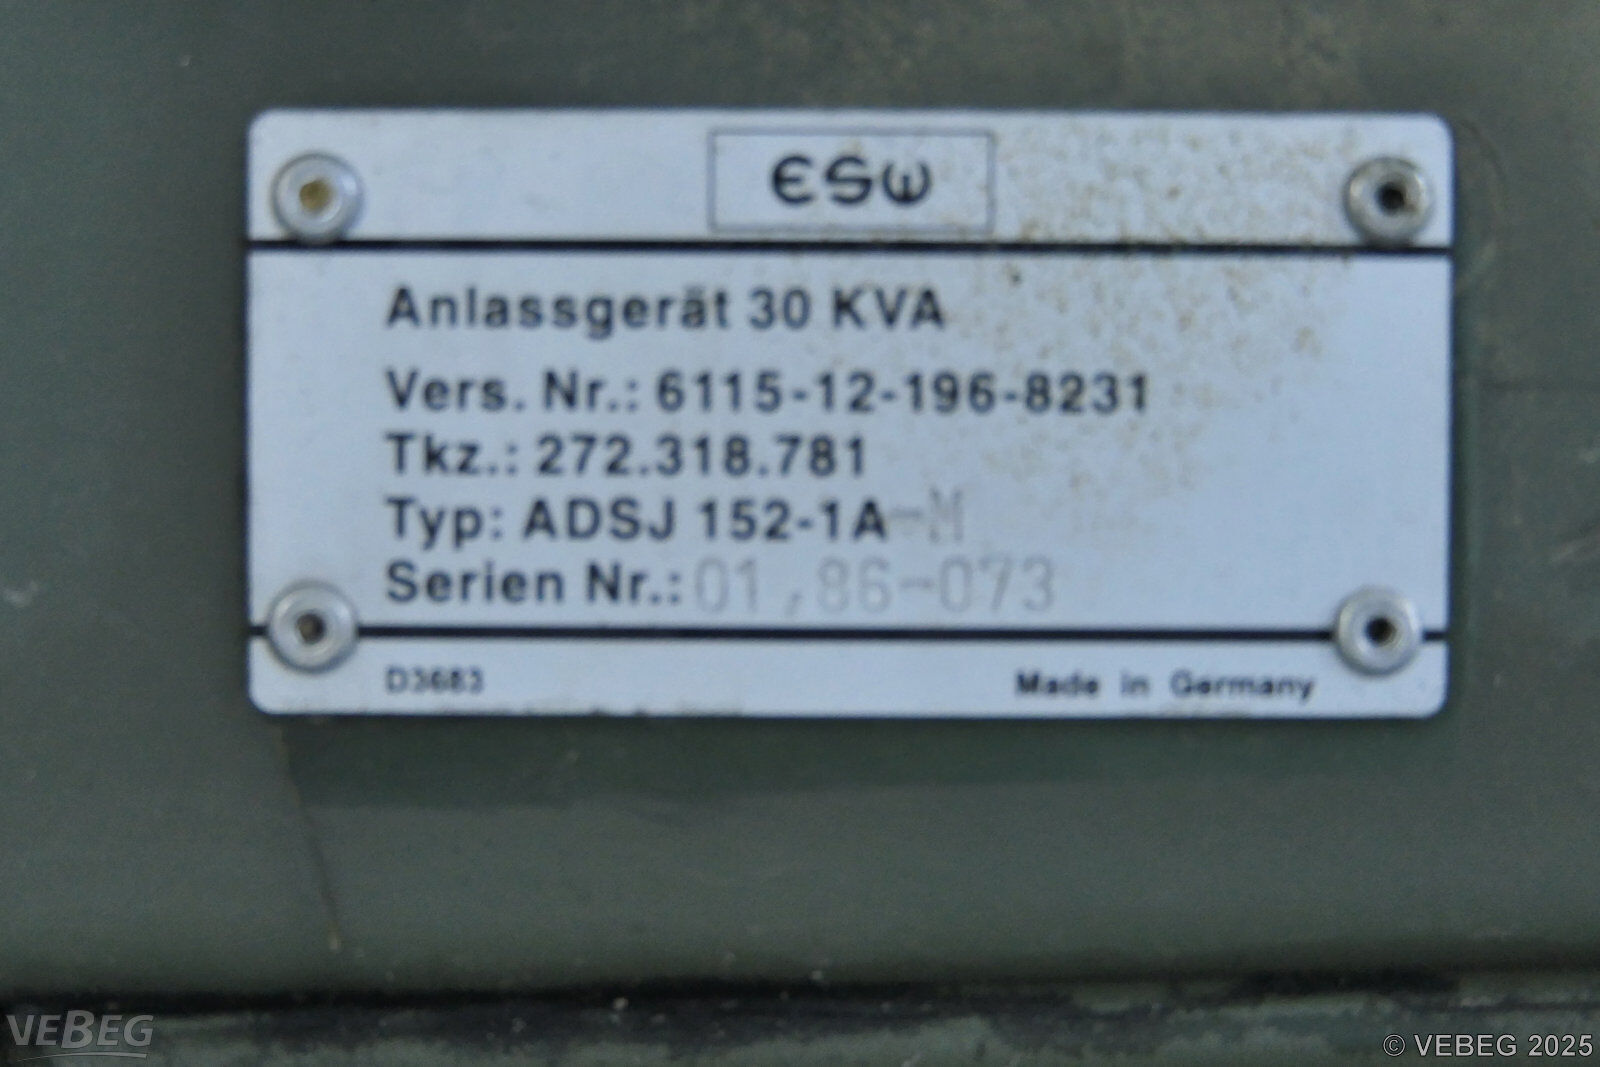 ESW
Anlassgerät 30 KVA
Vers. Nr.: 6115-12-196-8231
Tkz.: 272.318.781
Typ: ADSJ 152-1A-M
Serien Nr.: 01,86-073
D3683
Made in Germany
VEBEG
© VEBEG 2025